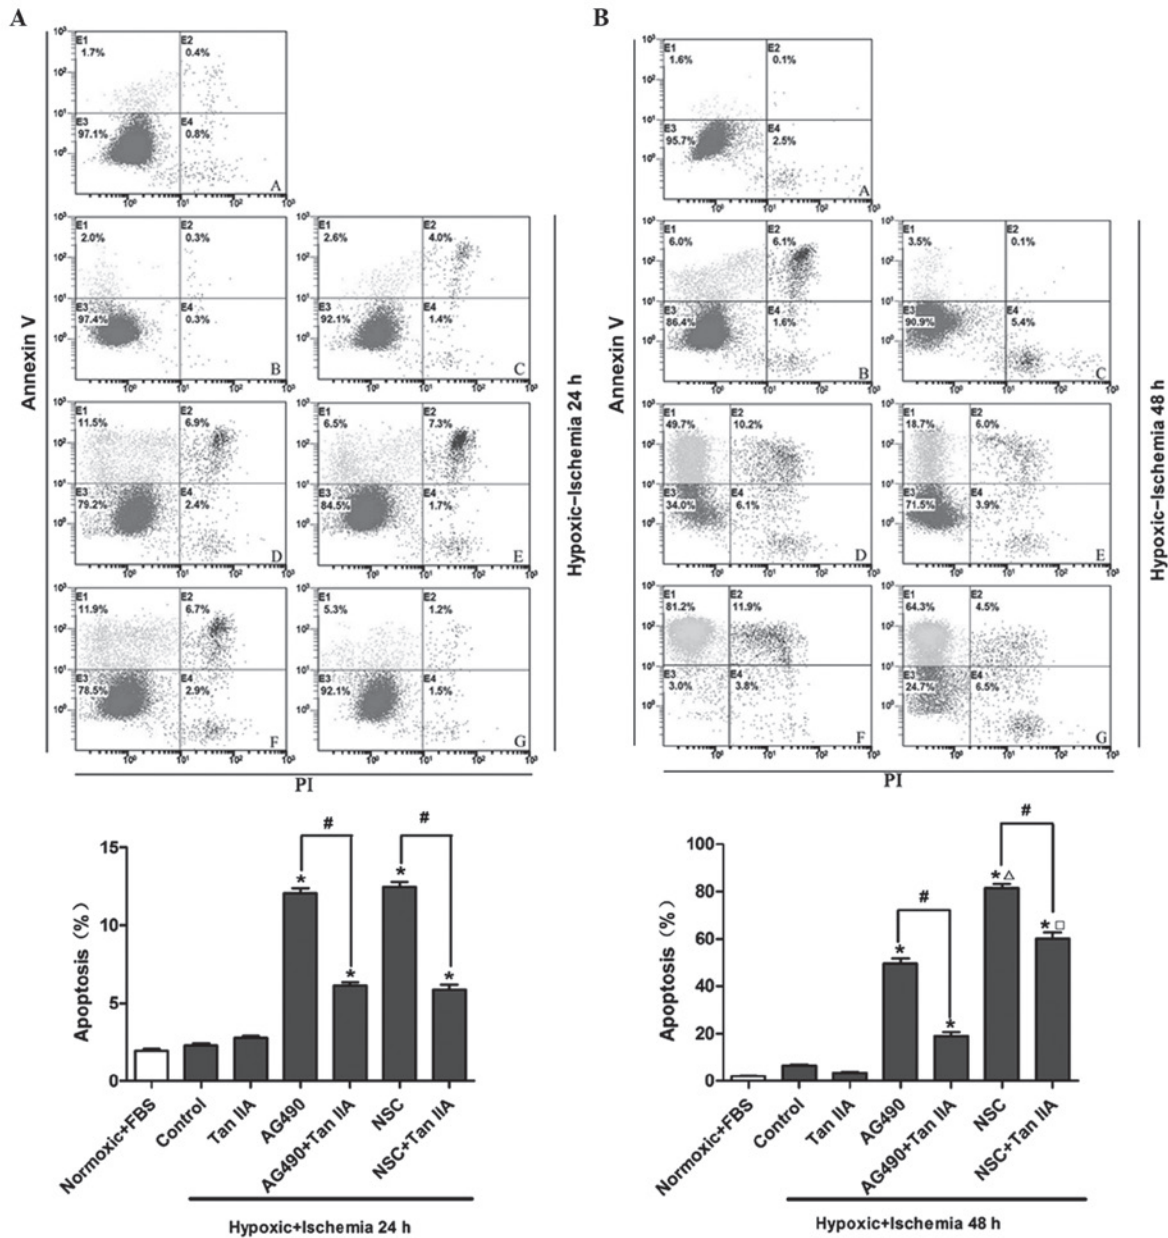 A
B
Annexin V
E1 1.7%
E2 0.4%
E3 97.1%
E4 0.8%
A
E1 2.0%
E2 0.3%
E3 97.4%
E4 0.3%
B
E1 2.6%
E2 4.0%
E3 92.1%
E4 1.4%
C
E1 11.5%
E2 6.9%
E3 79.2%
E4 2.4%
D
E1 6.5%
E2 7.3%
E3 84.5%
E4 1.7%
E
E1 11.9%
E2 6.7%
E3 78.5%
E4 2.9%
F
E1 5.3%
E2 1.2%
E3 92.1%
E4 1.5%
G
Hypoxic–Ischemia 24 h
PI
Annexin V
E1 1.6%
E2 0.1%
E3 95.7%
E4 2.5%
A
E1 6.0%
E2 6.1%
E3 86.4%
E4 1.6%
B
E1 3.5%
E2 0.1%
E3 90.9%
E4 5.4%
C
E1 49.7%
E2 10.2%
E3 34.0%
E4 6.1%
D
E1 18.7%
E2 6.0%
E3 71.5%
E4 3.9%
E
E1 81.2%
E2 11.9%
E3 3.0%
E4 3.8%
F
E1 64.3%
E2 4.5%
E3 24.7%
E4 6.5%
G
Hypoxic–Ischemia 48 h
PI
Apoptosis (%)
15
10
5
0
# #
* * * *
Normoxic+FBS
Control
Tan IIA
AG490
AG490+Tan IIA
NSC
NSC+Tan IIA
Hypoxic+Ischemia 24 h
Apoptosis (%)
100
80
60
40
20
0
# #
* * *△ *□
Normoxic+FBS
Control
Tan IIA
AG490
AG490+Tan IIA
NSC
NSC+Tan IIA
Hypoxic+Ischemia 48 h